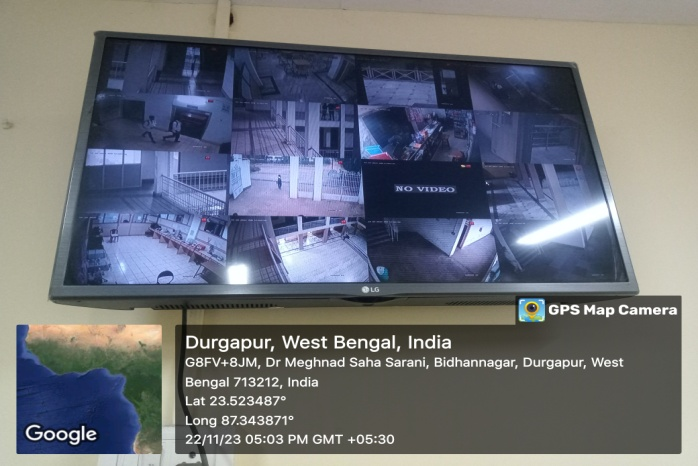 NO VIDEO
LG
GPS Map Camera
Durgapur, West Bengal, India
G8FV+8JM, Dr Meghnad Saha Sarani, Bidhannagar, Durgapur, West
Bengal 713212, India
Lat 23.523487°
Long 87.343871°
22/11/23 05:03 PM GMT +05:30
Google